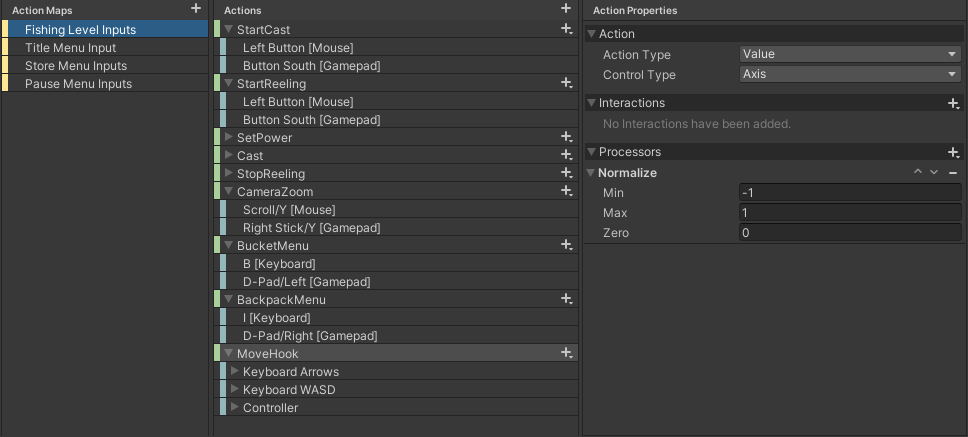 Action Maps
Fishing Level Inputs
Title Menu Input
Store Menu Inputs
Pause Menu Inputs
Actions
StartCast
Left Button [Mouse]
Button South [Gamepad]
StartReeling
Left Button [Mouse]
Button South [Gamepad]
SetPower
Cast
StopReeling
CameraZoom
Scroll/Y [Mouse]
Right Stick/Y [Gamepad]
BucketMenu
B [Keyboard]
D-Pad/Left [Gamepad]
BackpackMenu
I [Keyboard]
D-Pad/Right [Gamepad]
MoveHook
Keyboard Arrows
Keyboard WASD
Controller
Action Properties
Action
Action Type Value
Control Type Axis
Interactions
No Interactions have been added.
Processors
Normalize
Min -1
Max 1
Zero 0